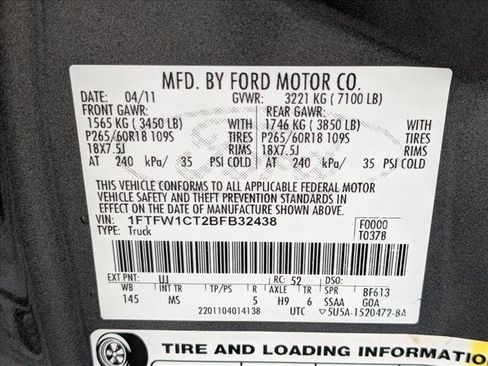 MFD. BY FORD MOTOR CO.
DATE: 04/11 GVWR: 3221 KG ( 7100 LB)
FRONT GAWR: REAR GAWR:
1565 KG ( 3450 LB) WITH 1746 KG ( 3850 LB) WITH
P265/60R18 109S TIRES P265/60R18 109S TIRES
18X7.5J RIMS 18X7.5J RIMS
AT 240 kPa/ 35 PSI COLD AT 240 kPa/ 35 PSI COLD
THIS VEHICLE CONFORMS TO ALL APPLICABLE FEDERAL MOTOR
VEHICLE SAFETY AND THEFT PREVENTION STANDARDS IN
EFFECT ON THE DATE OF MANUFACTURE SHOWN ABOVE.
VIN: 1FTFW1CT2BFB32438 F0000
TYPE: Truck T0378
EXT PNT: UJ RC: 52 DSO:
WB INT TR TP/PS R AXLE TR SPR BF613
145 MS 5 H9 6 SSAA GOA
2201104014138 UTC ▽5U5A-1520472-BA
TIRE AND LOADING INFORMATION